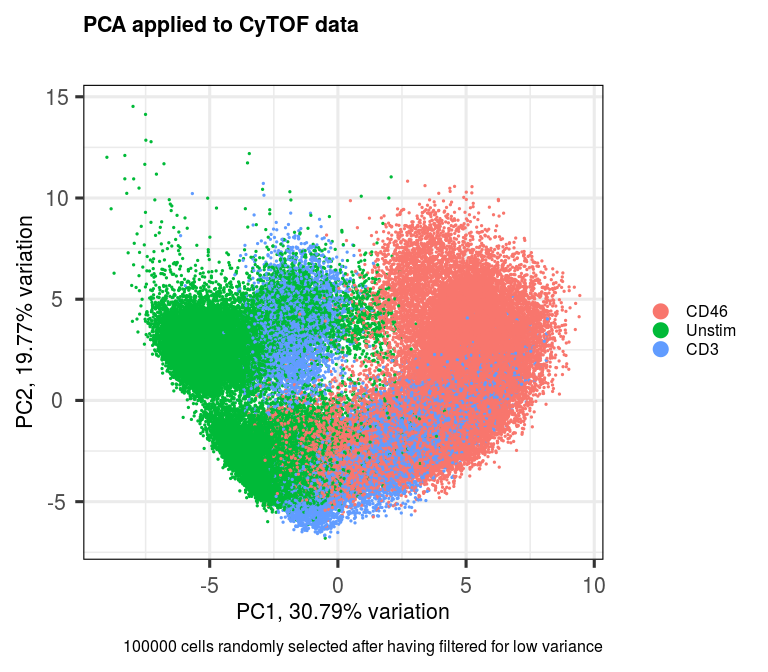 PCA applied to CyTOF data
15
10
5
0
-5
PC2, 19.77% variation
-5 0 5 10
PC1, 30.79% variation
CD46
Unstim
CD3
100000 cells randomly selected after having filtered for low variance